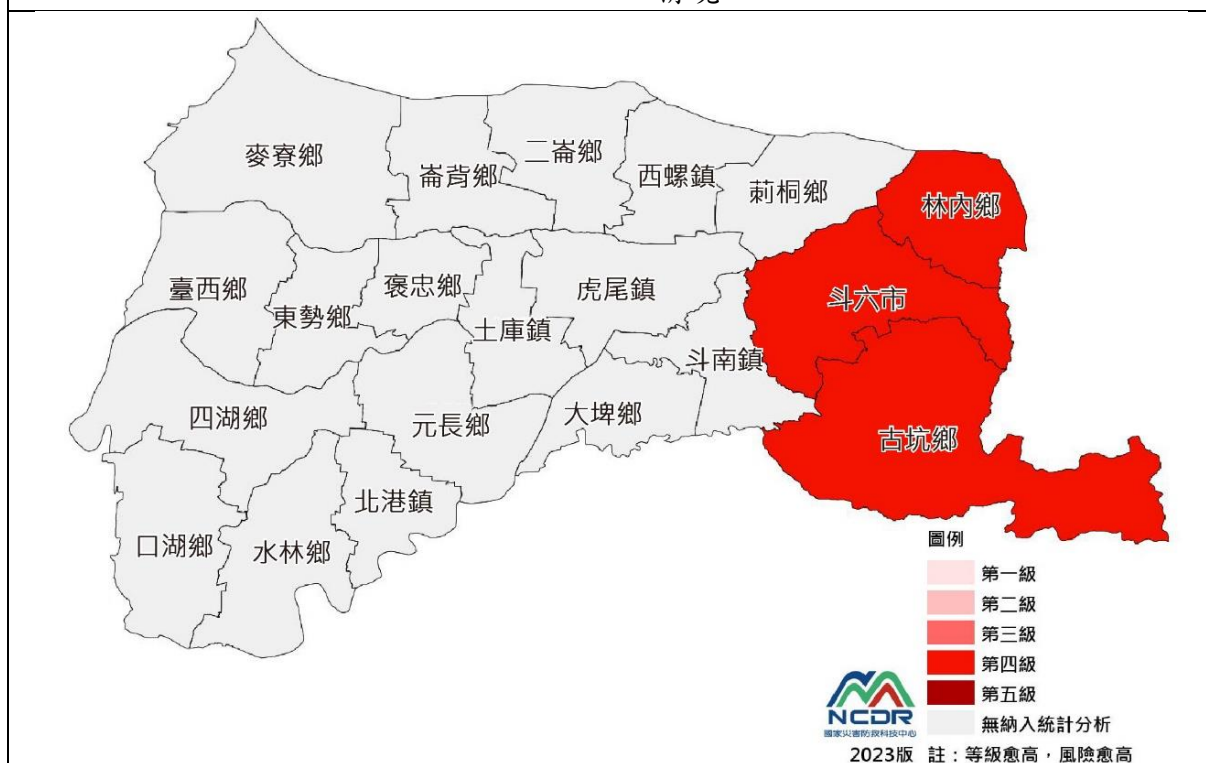 麥寮鄉
崙背鄉
二崙鄉
西螺鎮
莿桐鄉
林內鄉
臺西鄉
東勢鄉
褒忠鄉
土庫鎮
虎尾鎮
斗南鎮
斗六市
四湖鄉
元長鄉
大埤鄉
古坑鄉
口湖鄉
水林鄉
北港鎮
圖例
第一級
第二級
第三級
第四級
第五級
無納入統計分析
NCDR
國家災害防救科技中心
2023版 註：等級愈高，風險愈高